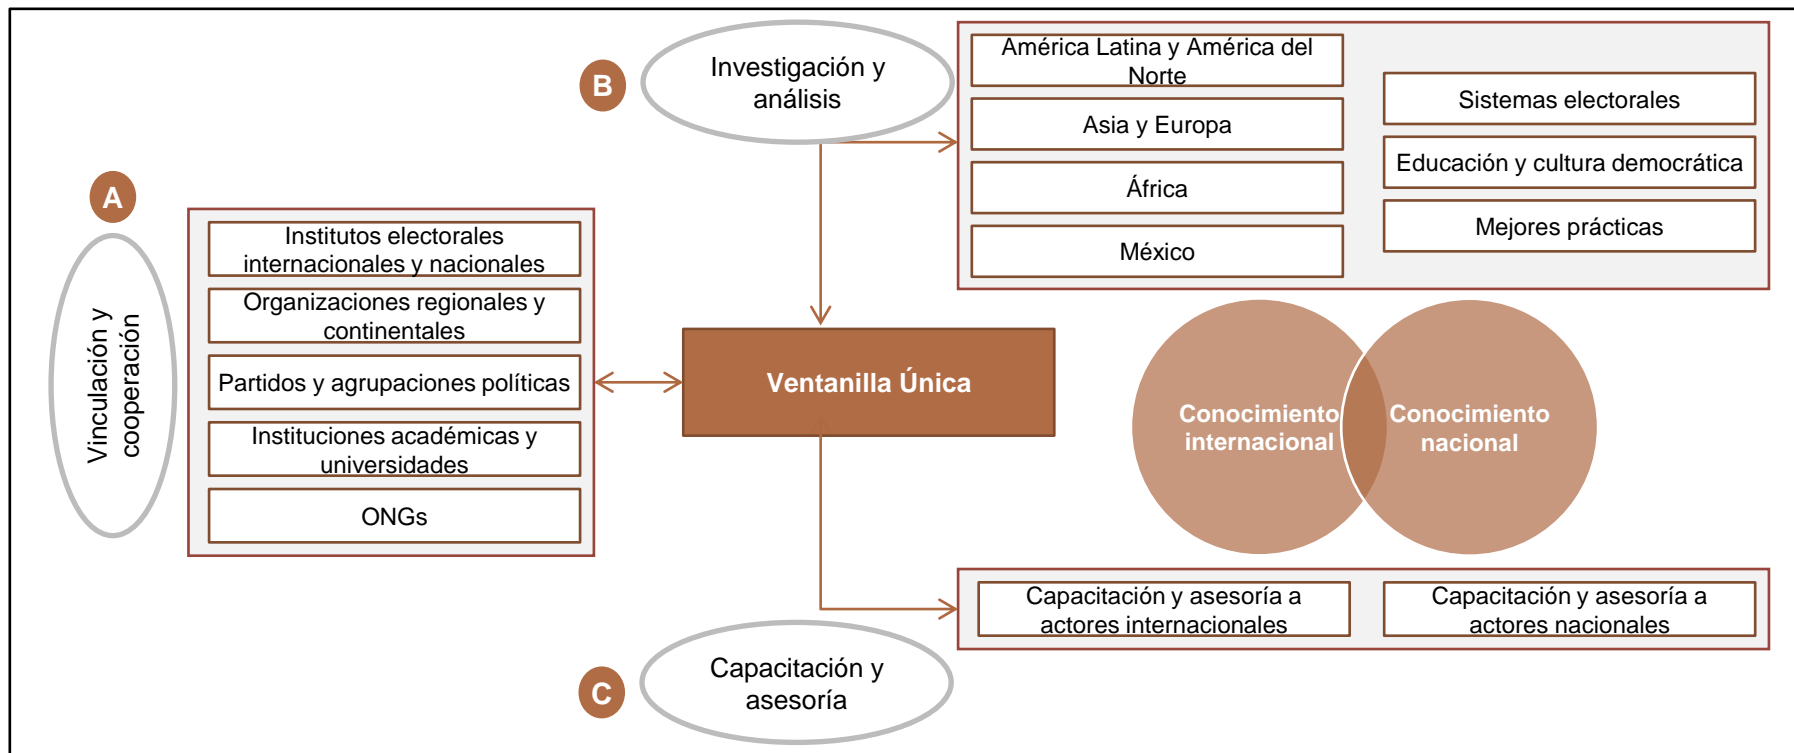 A
Vinculación y
cooperación
Institutos electorales
internacionales y nacionales
Organizaciones regionales y
continentales
Partidos y agrupaciones políticas
Instituciones académicas y
universidades
ONGs
B
Investigación y
análisis
América Latina y América del
Norte
Asia y Europa
África
México
Sistemas electorales
Educación y cultura democrática
Mejores prácticas
Ventanilla Única
Conocimiento
internacional
Conocimiento
nacional
C
Capacitación y
asesoría
Capacitación y asesoría a
actores internacionales
Capacitación y asesoría a
actores nacionales